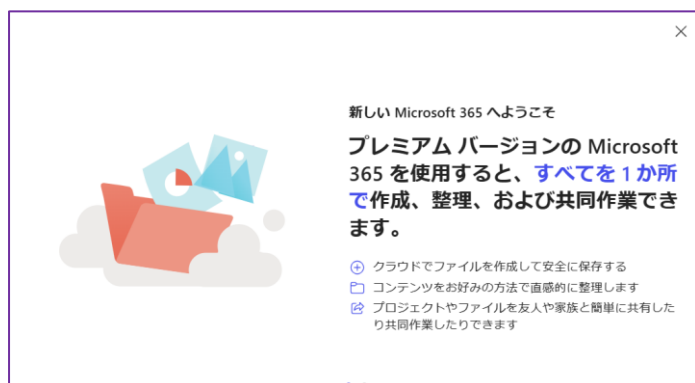 新しい Microsoft 365 へようこそ
プレミアム バージョンの Microsoft
365 を使用すると、すべてを 1 か所
で作成、整理、および共同作業でき
ます。
クラウドでファイルを作成して安全に保存する
コンテンツをお好みの方法で直感的に整理します
プロジェクトやファイルを友人や家族と簡単に共有した
り共同作業したりできます